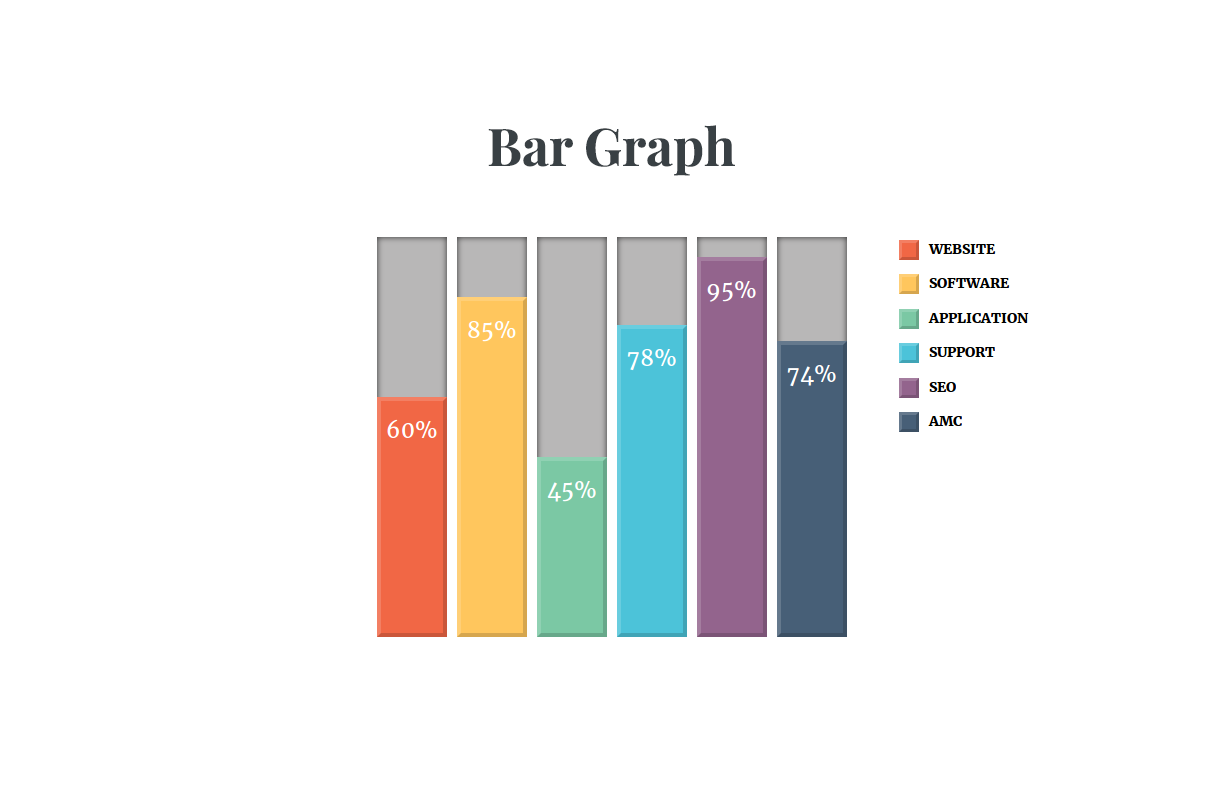 Bar Graph
60%
85%
45%
78%
95%
74%
WEBSITE
SOFTWARE
APPLICATION
SUPPORT
SEO
AMC